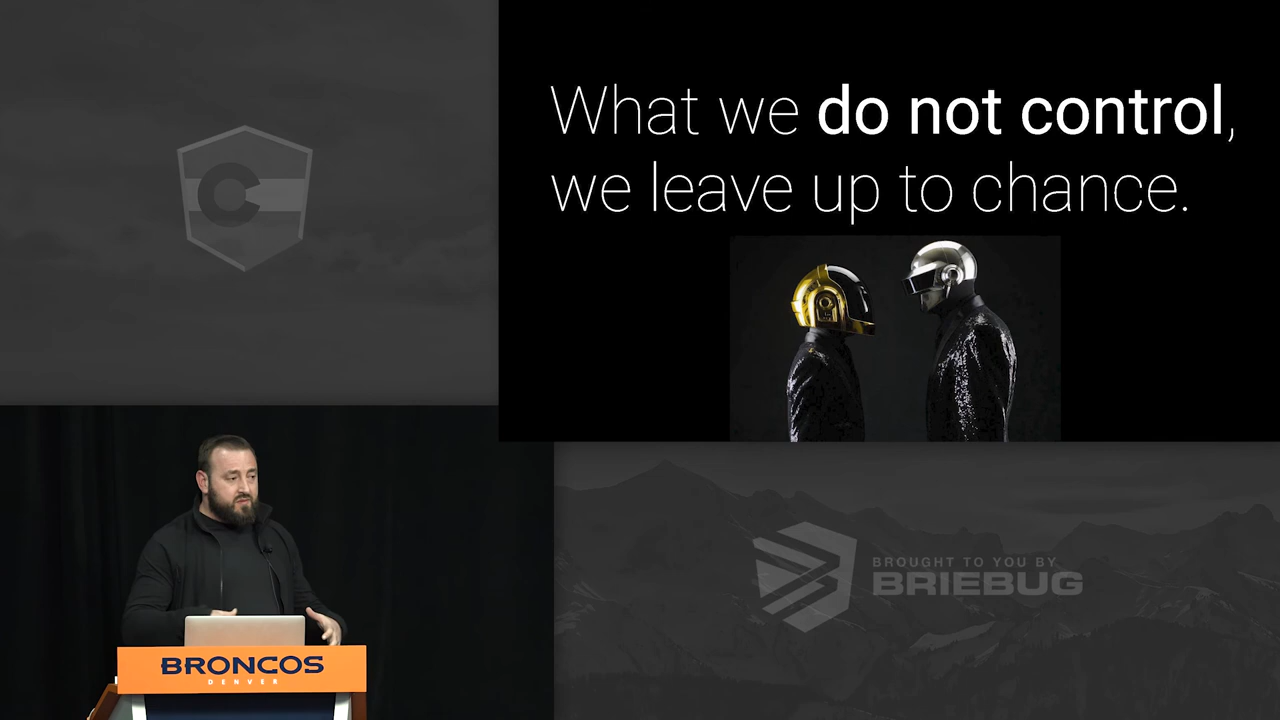 What we do not control,
we leave up to chance.
BROUGHT TO YOU BY
BRIEBUG
BRONCOS
DENVER